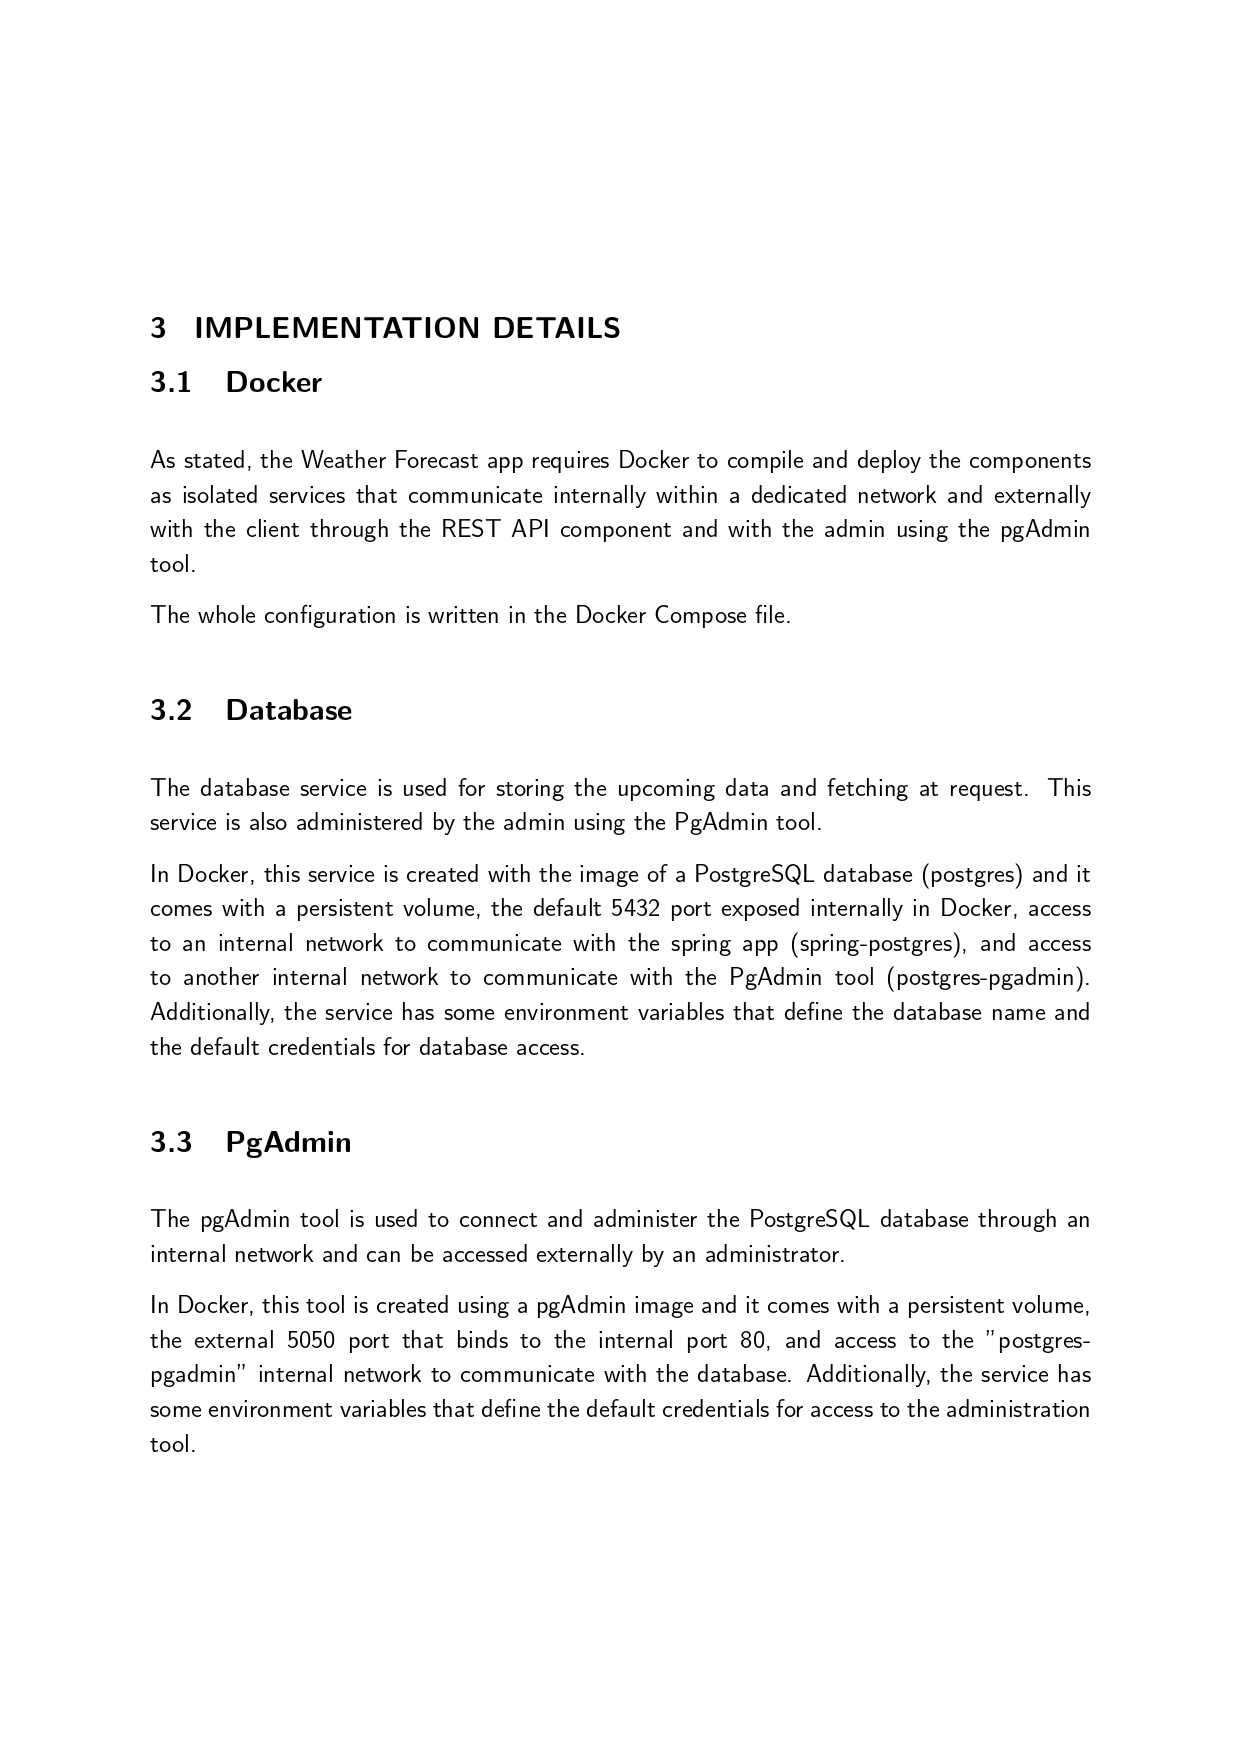 3 IMPLEMENTATION DETAILS
3.1 Docker
As stated, the Weather Forecast app requires Docker to compile and deploy the components
as isolated services that communicate internally within a dedicated network and externally
with the client through the REST API component and with the admin using the pgAdmin
tool.
The whole configuration is written in the Docker Compose file.
3.2 Database
The database service is used for storing the upcoming data and fetching at request. This
service is also administered by the admin using the PgAdmin tool.
In Docker, this service is created with the image of a PostgreSQL database (postgres) and it
comes with a persistent volume, the default 5432 port exposed internally in Docker, access
to an internal network to communicate with the spring app (spring-postgres), and access
to another internal network to communicate with the PgAdmin tool (postgres-pgadmin).
Additionally, the service has some environment variables that define the database name and
the default credentials for database access.
3.3 PgAdmin
The pgAdmin tool is used to connect and administer the PostgreSQL database through an
internal network and can be accessed externally by an administrator.
In Docker, this tool is created using a pgAdmin image and it comes with a persistent volume,
the external 5050 port that binds to the internal port 80, and access to the ”postgres-
pgadmin” internal network to communicate with the database. Additionally, the service has
some environment variables that define the default credentials for access to the administration
tool.